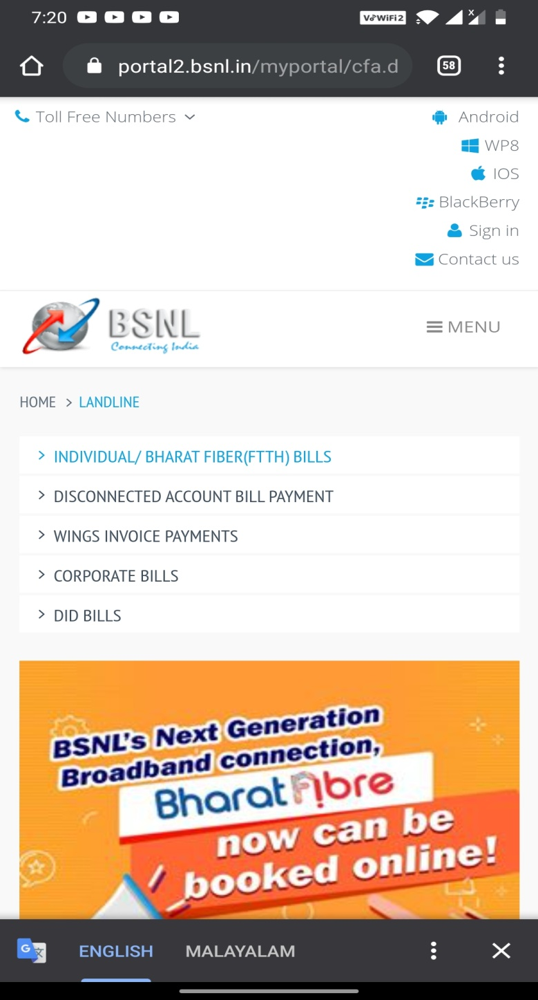 7:20
VoWiFi2
X
portal2.bsnl.in/myportal/cfa.d
58
Toll Free Numbers
Android
WP8
IOS
BlackBerry
Sign in
Contact us
BSNL
Connecting India
MENU
HOME > LANDLINE
> INDIVIDUAL/ BHARAT FIBER(FTTH) BILLS
> DISCONNECTED ACCOUNT BILL PAYMENT
> WINGS INVOICE PAYMENTS
> CORPORATE BILLS
> DID BILLS
BSNL's Next Generation
Broadband connection,
Bharat Fibre
now can be
booked online!
G 文
ENGLISH
MALAYALAM